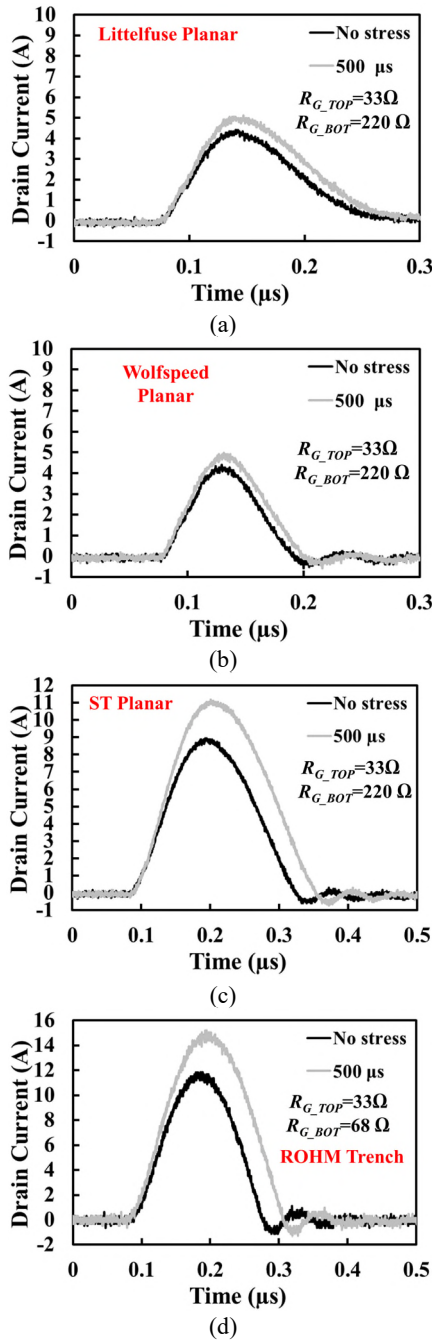 10
9
8
7
6
5
4
3
2
1
0
-1
Drain Current (A)
Littelfuse Planar
No stress
500 μs
R_G_TOP=33Ω
R_G_BOT=220 Ω
0 0.1 0.2 0.3
Time (μs)
(a)
10
9
8
7
6
5
4
3
2
1
0
-1
Drain Current (A)
Wolfspeed
Planar
No stress
500 μs
R_G_TOP=33Ω
R_G_BOT=220 Ω
0 0.1 0.2 0.3
Time (μs)
(b)
12
11
10
9
8
7
6
5
4
3
2
1
0
-1
Drain Current (A)
ST Planar
No stress
500 μs
R_G_TOP=33Ω
R_G_BOT=220 Ω
0 0.1 0.2 0.3 0.4 0.5
Time (μs)
(c)
16
14
12
10
8
6
4
2
0
-2
Drain Current (A)
No stress
500 μs
R_G_TOP=33Ω
R_G_BOT=68 Ω
ROHM Trench
0 0.1 0.2 0.3 0.4 0.5
Time (μs)
(d)